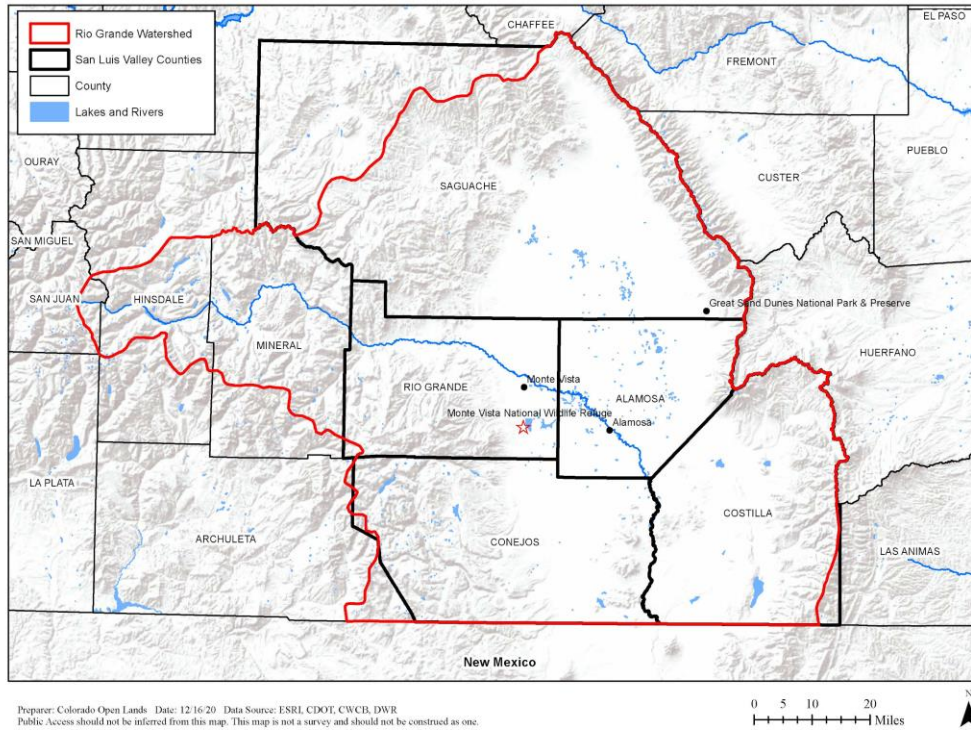 Rio Grande Watershed
San Luis Valley Counties
County
Lakes and Rivers
CHAFFEE
EL PASO
FREMONT
PUEBLO
OURAY
SAGUACHE
CUSTER
SAN MIGUEL
SAN JUAN
HINSDALE
Great Sand Dunes National Park & Preserve
MINERAL
HUERFANO
RIO GRANDE
Monte Vista
ALAMOSA
Monte Vista National Wildlife Refuge
Alamosa
LA PLATA
COSTILLA
ARCHULETA
CONEJOS
LAS ANIMAS
New Mexico
Preparer: Colorado Open Lands Date: 12/16/20 Data Source: ESRI, CDOT, CWCB, DWR
Public Access should not be inferred from this map. This map is not a survey and should not be construed as one.
0 5 10 20
Miles
N